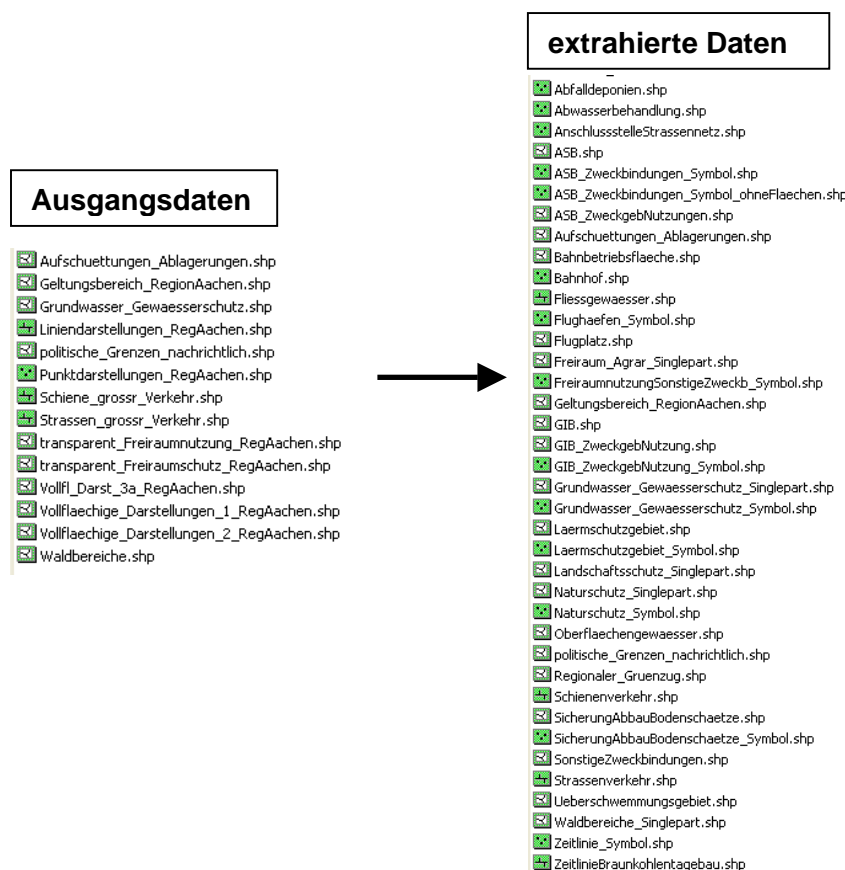 Ausgangsdaten
Aufschuettungen_Ablagerungen.shp
Geltungsbereich_RegionAachen.shp
Grundwasser_Gewaesserschutz.shp
Liniendarstellungen_RegAachen.shp
politische_Grenzen_nachrichtlich.shp
Punktdarstellungen_RegAachen.shp
Schiene_grossr_Verkehr.shp
Strassen_grossr_Verkehr.shp
transparent_Freiraumnutzung_RegAachen.shp
transparent_Freiraumschutz_RegAachen.shp
Vollfl_Darst_3a_RegAachen.shp
Vollflaechige_Darstellungen_1_RegAachen.shp
Vollflaechige_Darstellungen_2_RegAachen.shp
Waldbereiche.shp
extrahierte Daten
Abfalldeponien.shp
Abwasserbehandlung.shp
AnschlussstelleStrassennetz.shp
ASB.shp
ASB_Zweckbindungen_Symbol.shp
ASB_Zweckbindungen_Symbol_ohneFlaechen.shp
ASB_ZweckgebNutzungen.shp
Aufschuettungen_Ablagerungen.shp
Bahnbetriebsflaeche.shp
Bahnhof.shp
Fliessgewaesser.shp
Flughaefen_Symbol.shp
Flugplatz.shp
Freiraum_Agrar_Singlepart.shp
FreiraumnutzungSonstigeZweckb_Symbol.shp
Geltungsbereich_RegionAachen.shp
GIB.shp
GIB_ZweckgebNutzung.shp
GIB_ZweckgebNutzung_Symbol.shp
Grundwasser_Gewaesserschutz_Singlepart.shp
Grundwasser_Gewaesserschutz_Symbol.shp
Laermschutzgebiet.shp
Laermschutzgebiet_Symbol.shp
Landschaftsschutz_Singlepart.shp
Naturschutz_Singlepart.shp
Naturschutz_Symbol.shp
Oberflaechengewaesser.shp
politische_Grenzen_nachrichtlich.shp
Regionaler_Gruenzug.shp
Schienenverkehr.shp
SicherungAbbauBodenschaetze.shp
SicherungAbbauBodenschaetze_Symbol.shp
SonstigeZweckbindungen.shp
Strassenverkehr.shp
Ueberschwemmungsgebiet.shp
Waldbereiche_Singlepart.shp
Zeitlinie_Symbol.shp
ZeitlinieBraunkohlentagebau.shp